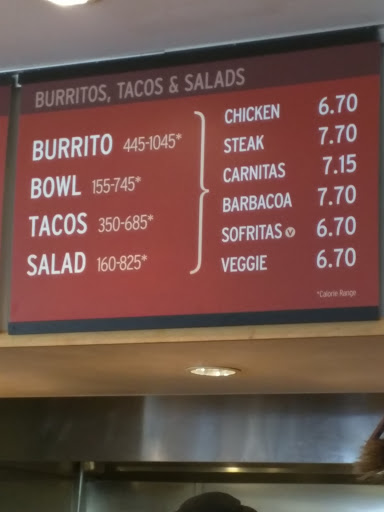 BURRITOS, TACOS & SALADS
BURRITO 445-1045*
BOWL 155-745*
TACOS 350-685*
SALAD 160-825*
CHICKEN 6.70
STEAK 7.70
CARNITAS 7.15
BARBACOA 7.70
SOFRITAS V 6.70
VEGGIE 6.70
*Calorie Range